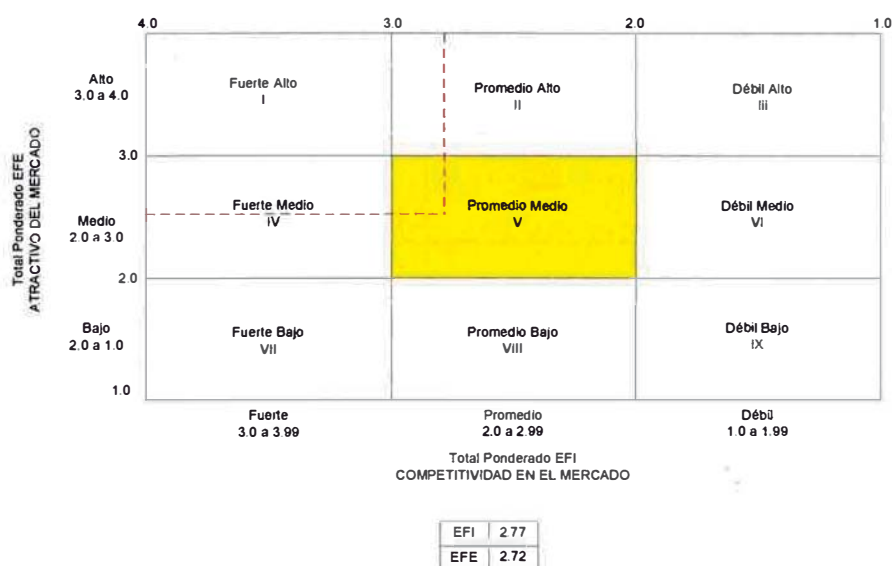 4.0 3.0 2.0 1.0
Total Ponderado EFE
ATRACTIVO DEL MERCADO
Alto
3.0 a 4.0
Fuerte Alto
I
Promedio Alto
II
Débil Alto
Iii
3.0
Medio
2.0 a 3.0
Fuerte Medio
IV
Promedio Medio
V
Débil Medio
VI
2.0
Bajo
2.0 a 1.0
Fuerte Bajo
VII
Promedio Bajo
VIII
Débil Bajo
IX
1.0
Fuerte
3.0 a 3.99
Promedio
2.0 a 2.99
Débil
1.0 a 1.99
Total Ponderado EFI
COMPETITIVIDAD EN EL MERCADO
EFI 2.77
EFE 2.72